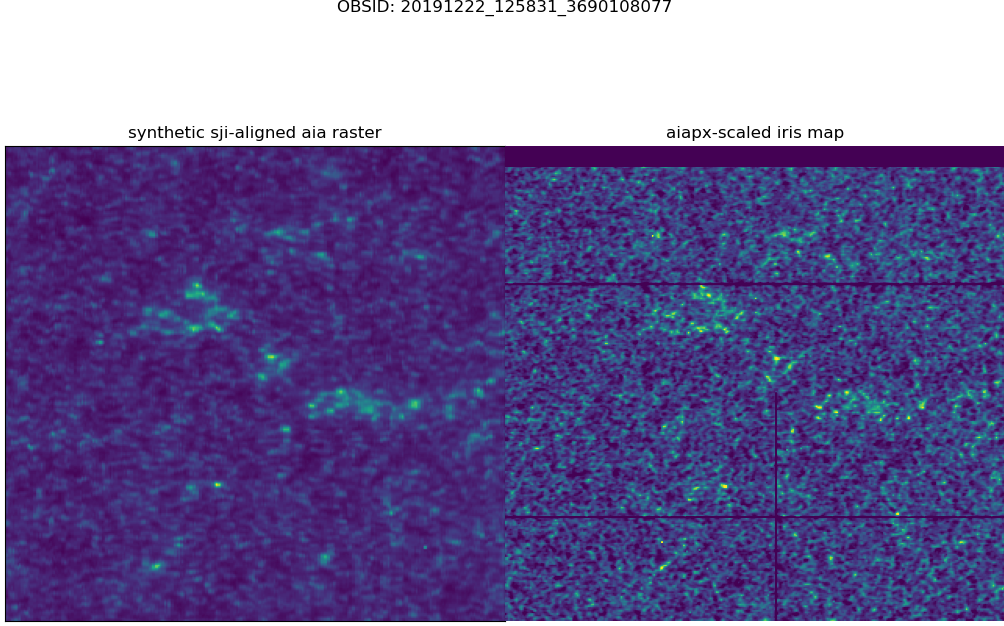 OBSID: 20191222_125831_3690108077
synthetic sji-aligned aia raster
aiapx-scaled iris map